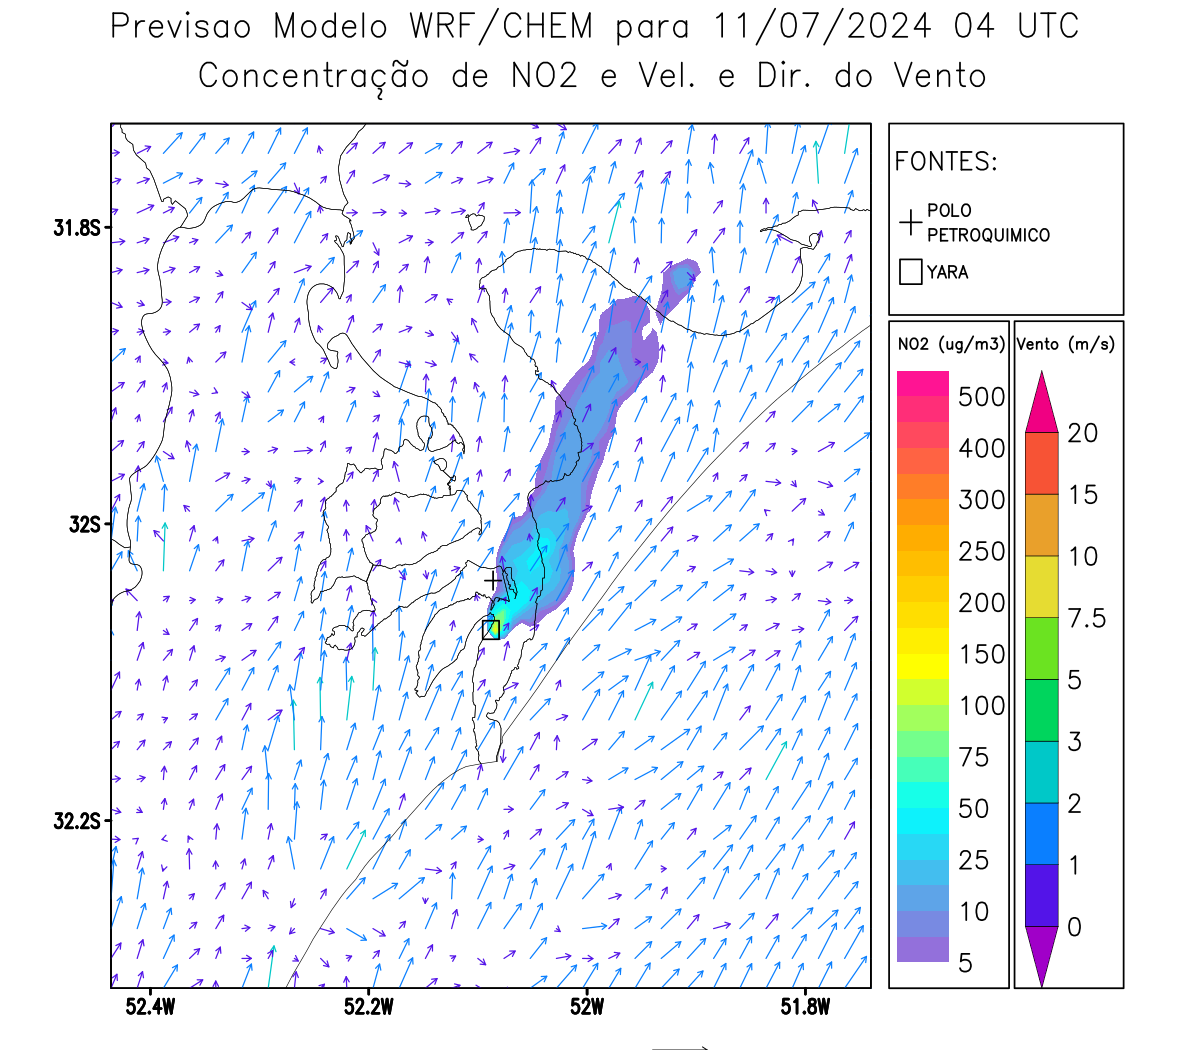 Previsao Modelo WRF/CHEM para 11/07/2024 04 UTC
Concentração de NO2 e Vel. e Dir. do Vento
FONTES:
POLO
PETROQUIMICO
YARA
NO2 (ug/m3)
500
400
300
250
200
150
100
75
50
25
10
5
Vento (m/s)
20
15
10
7.5
5
3
2
1
0
31.8S
32S
32.2S
52.4W
52.2W
52W
51.8W